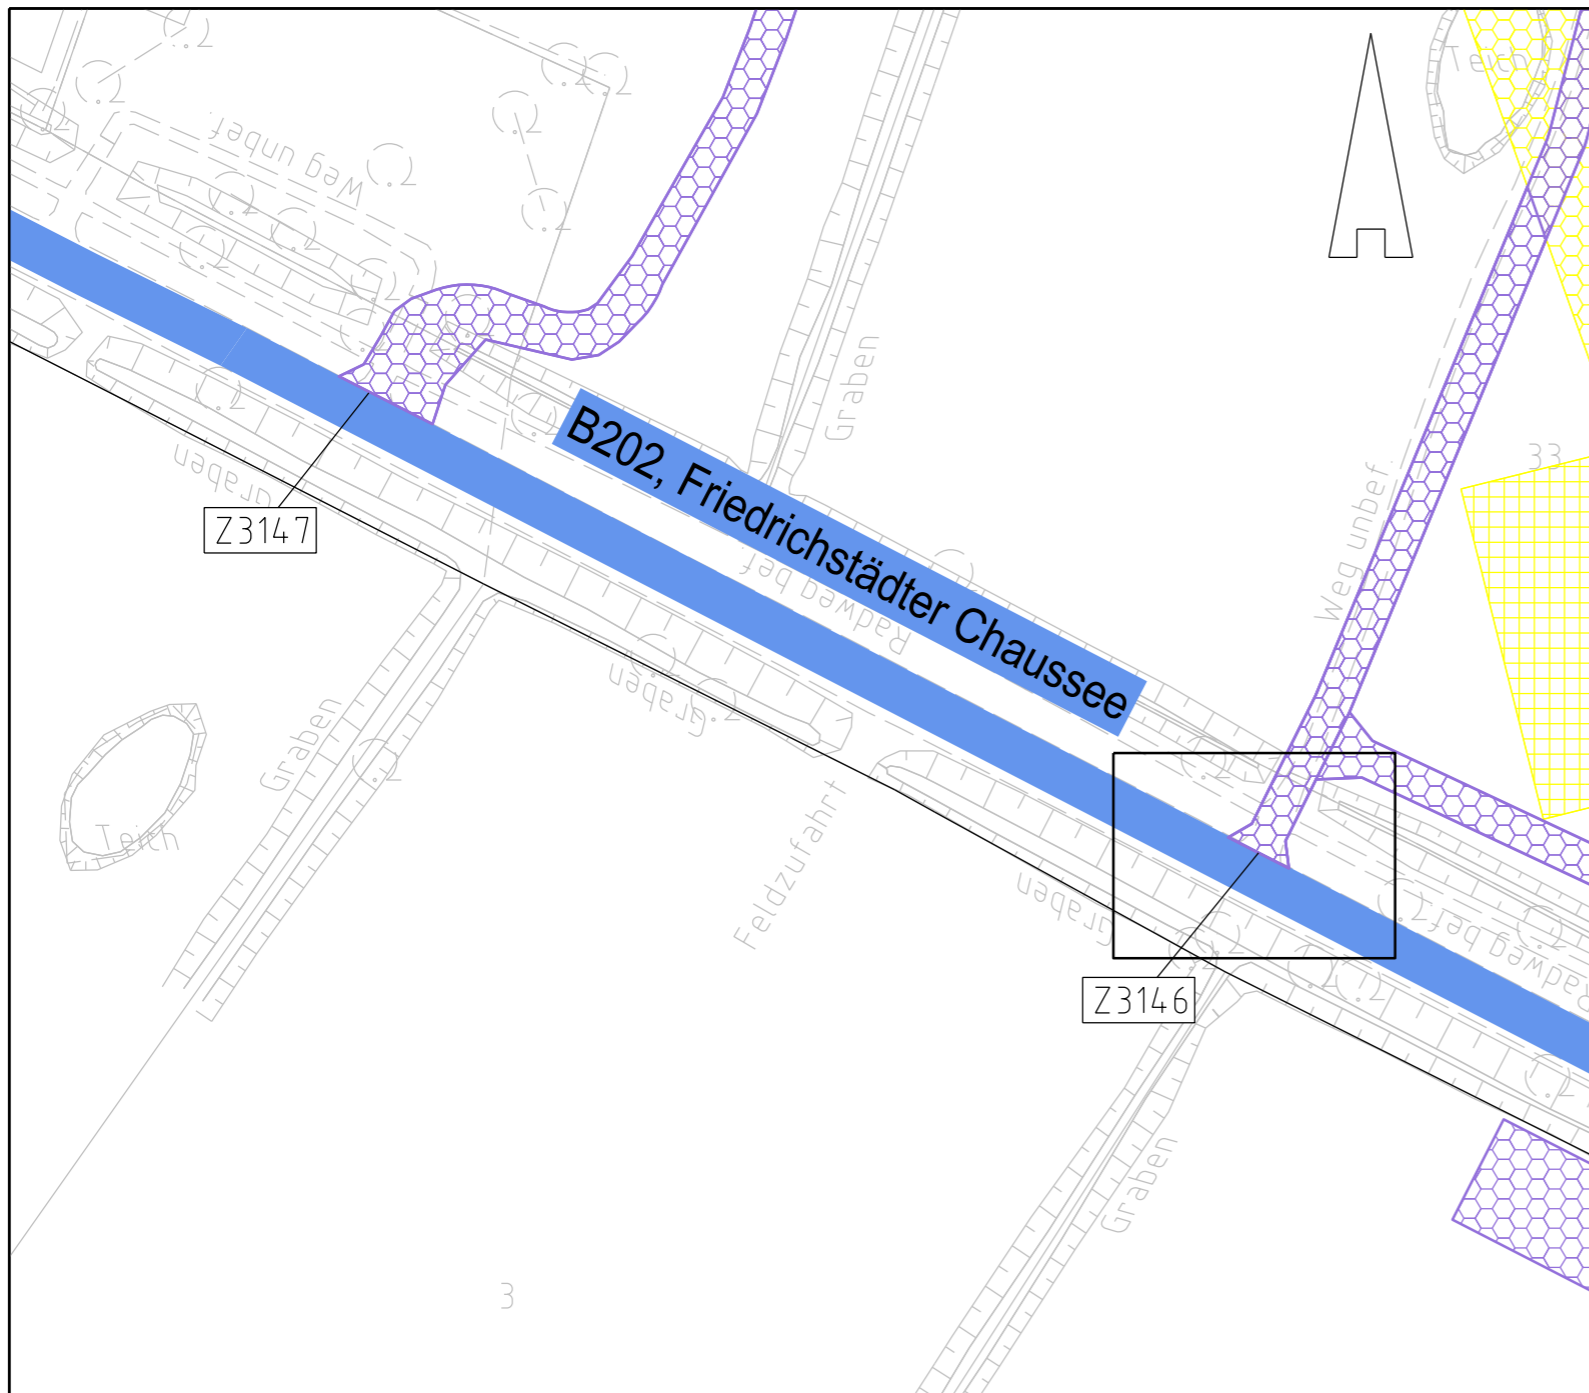 Weg unbef.
Teich
Graben
33
B202, Friedrichstädter Chaussee
Graben
Z3147
Weg unbef.
Radweg bef.
Graben
Graben
Teich
Feldzufahrt
Graben
Radweg bef.
Z3146
Graben
3